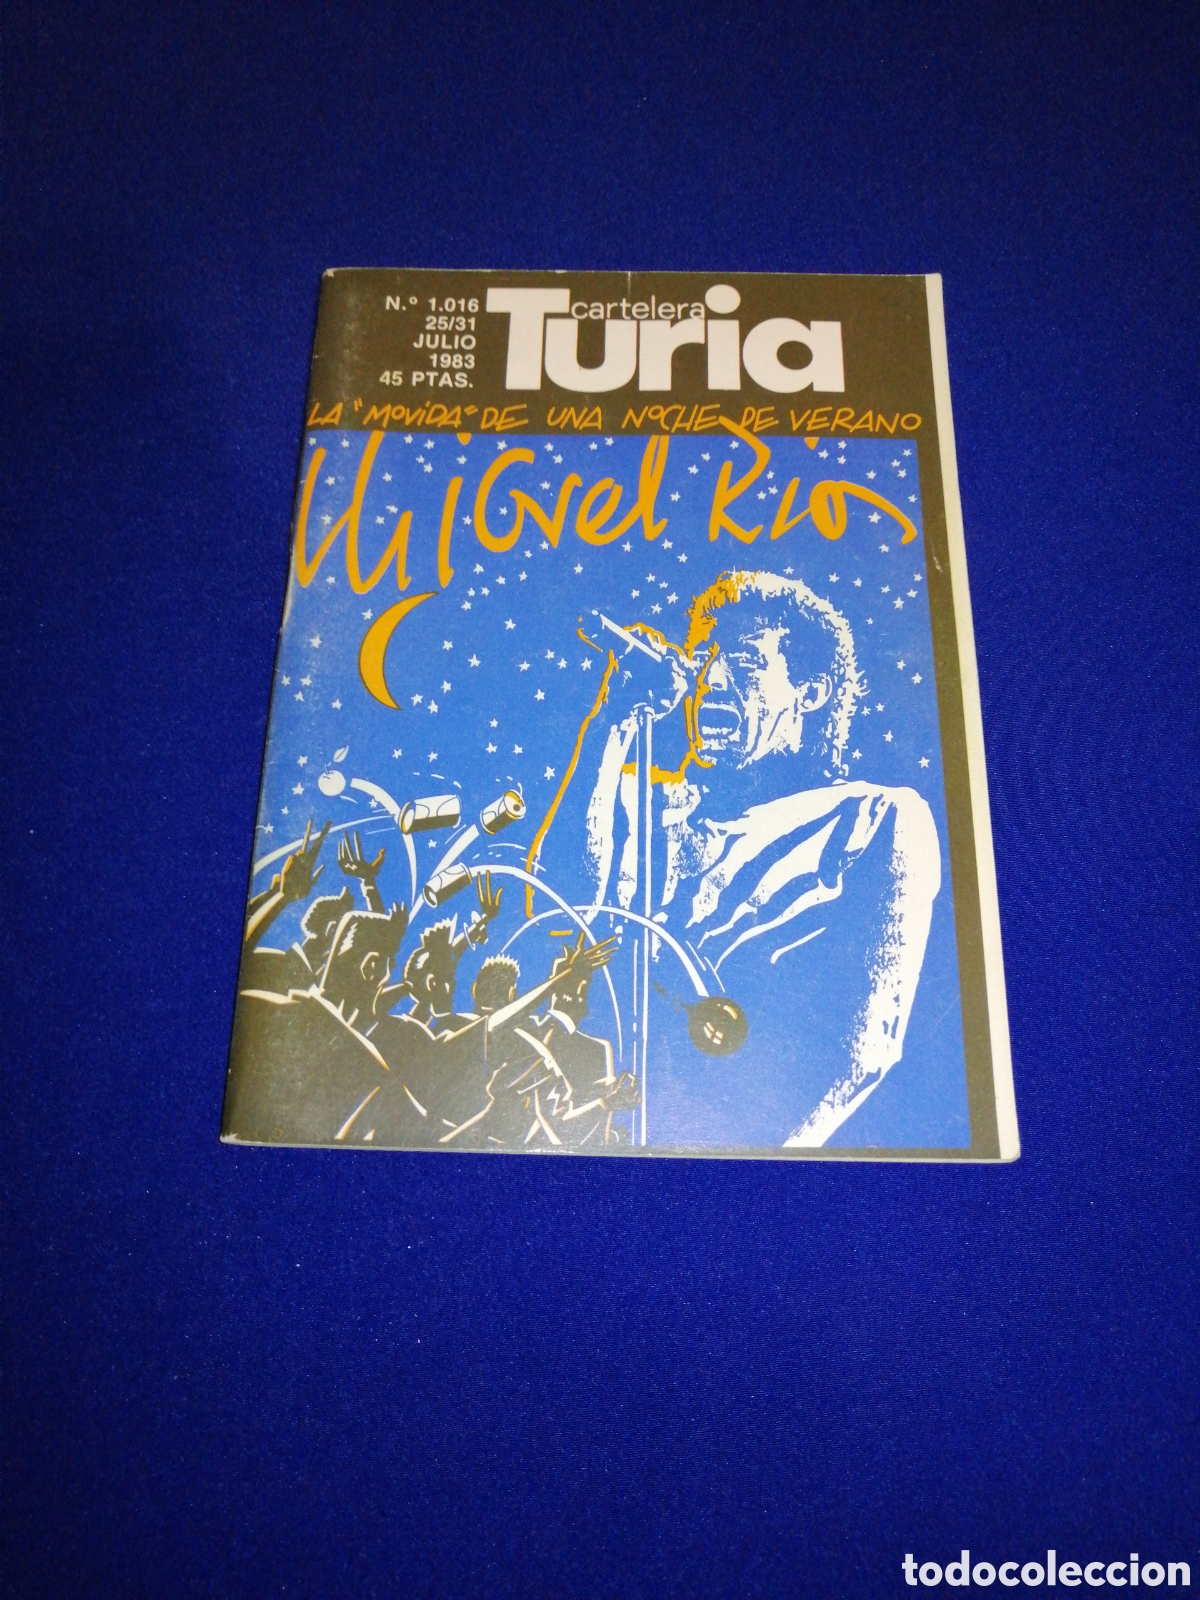 N.º 1.016
25/31
JULIO
1983
45 PTAS.
cartelera
Turia
LA "MOVIDA" DE UNA NOCHE DE VERANO
Miguel Rios
todocoleccion